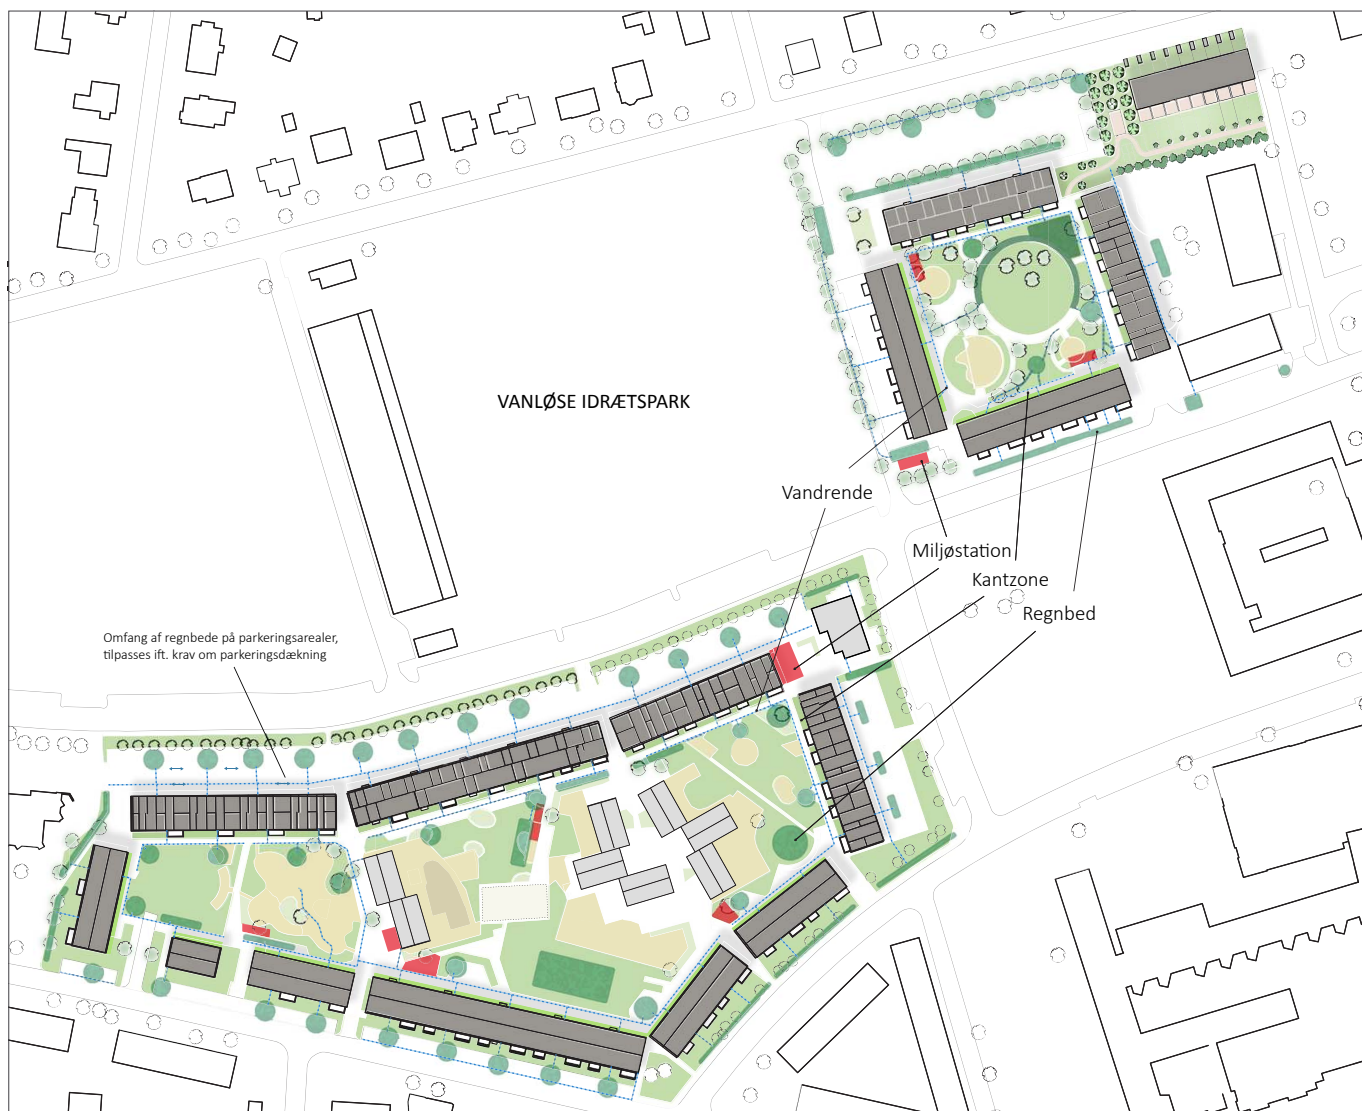 VANLØSE IDRÆTSPARK
Vandrende
Miljøstation
Kantzone
Regnbed
Omfang af regnbede på parkeringsarealer,
tilpasses ift. krav om parkeringsdækning